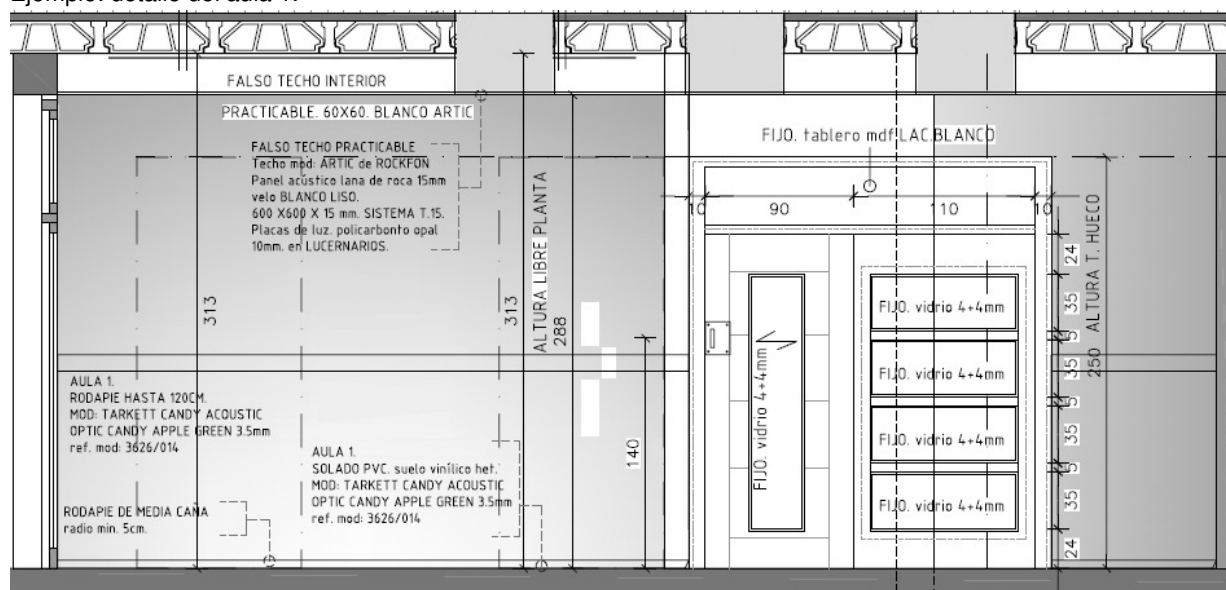 Ejemplo: detalle del aula 1.
FALSO TECHO INTERIOR
PRACTICABLE. 60X60. BLANCO ARTIC
FALSO TECHO PRACTICABLE
Techo mod: ARTIC de ROCKFON
Panel acústico lana de roca 15mm
velo BLANCO LISO.
600 X600 X 15 mm. SISTEMA T.15.
Placas de luz. policarbonto opal
10mm. en LUCERNARIOS.
313
313
ALTURA LIBRE PLANTA
288
140
AULA 1.
RODAPIE HASTA 120CM.
MOD: TARKETT CANDY ACOUSTIC
OPTIC CANDY APPLE GREEN 3.5mm
ref. mod: 3626/014
AULA 1.
SOLADO PVC. suelo vinílico het.
MOD: TARKETT CANDY ACOUSTIC
OPTIC CANDY APPLE GREEN 3.5mm
ref. mod: 3626/014
RODAPIE DE MEDIA CAÑA
radio min. 5cm.
FIJO. tablero mdf.LAC.BLANCO
10
90
110
10
FIJO. vidrio 4+4mm
FIJO. vidrio 4+4mm
FIJO. vidrio 4+4mm
FIJO. vidrio 4+4mm
FIJO. vidrio 4+4mm
24
35
5
35
5
35
5
35
24
250 ALTURA T. HUECO